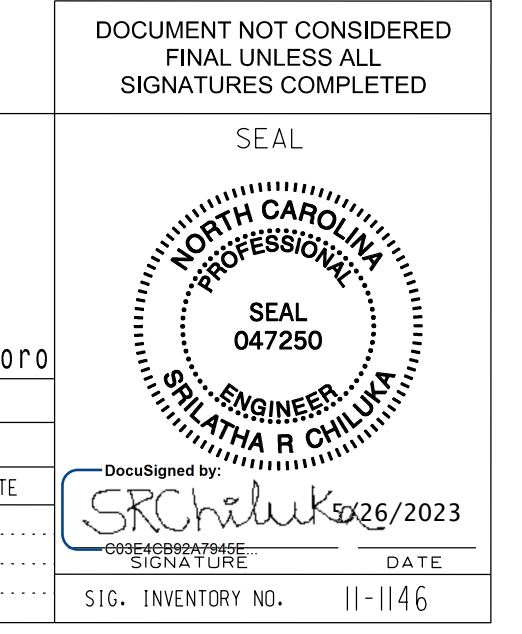 DOCUMENT NOT CONSIDERED
FINAL UNLESS ALL
SIGNATURES COMPLETED
SEAL
NORTH CAROLINA
PROFESSIONAL
SEAL
047250
ENGINEER
SRILATHA R CHILUKA
oro
TE
DocuSigned by:
SRChiluka
5/26/2023
C03E4CB92A7945E...
SIGNATURE DATE
SIG. INVENTORY NO. 11-1146